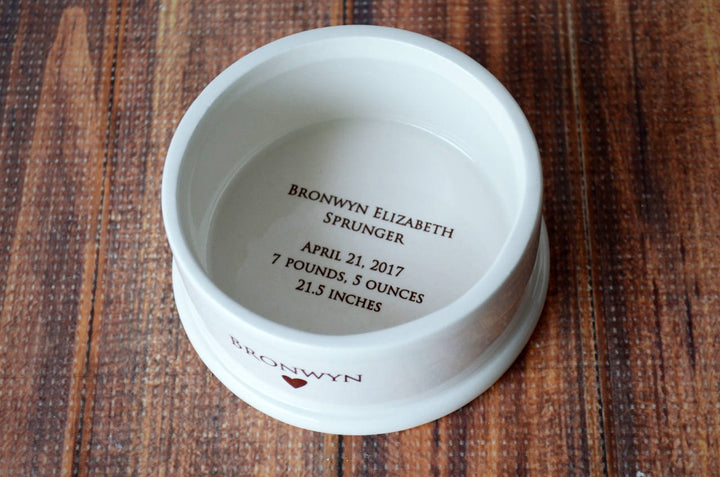 Bronwyn Elizabeth
Sprunger
April 21, 2017
7 pounds, 5 ounces
21.5 inches
Bronwyn